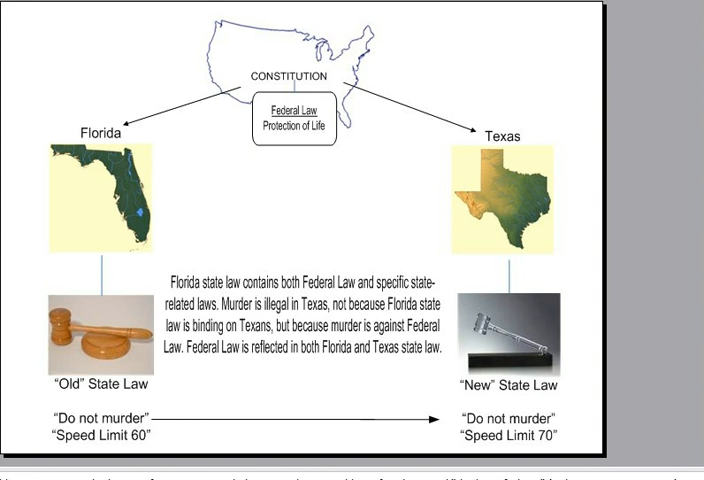 CONSTITUTION
Federal Law
Protection of Life
Florida
Texas
Florida state law contains both Federal Law and specific state-
related laws. Murder is illegal in Texas, not because Florida state
law is binding on Texans, but because murder is against Federal
Law. Federal Law is reflected in both Florida and Texas state law.
"Old" State Law
"New" State Law
"Do not murder"
"Speed Limit 60"
"Do not murder"
"Speed Limit 70"